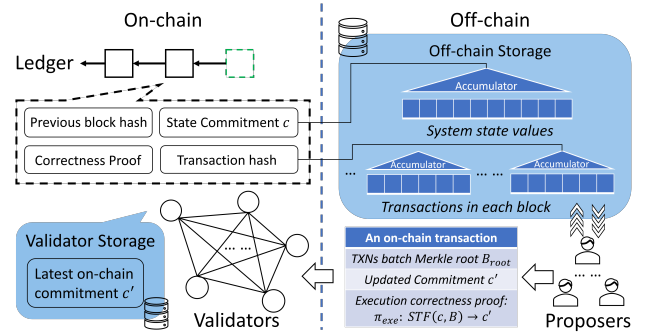 On-chain
Off-chain
Ledger
Previous block hash
State Commitment c
Correctness Proof
Transaction hash
Off-chain Storage
Accumulator
System state values
...
Accumulator
... ...
Accumulator
Transactions in each block
Validator Storage
Latest on-chain
commitment c′
... ...
Validators
An on-chain transaction
TXNs batch Merkle root B_root
Updated Commitment c′
Execution correctness proof:
π_exe: STF(c, B) → c′
... ...
Proposers